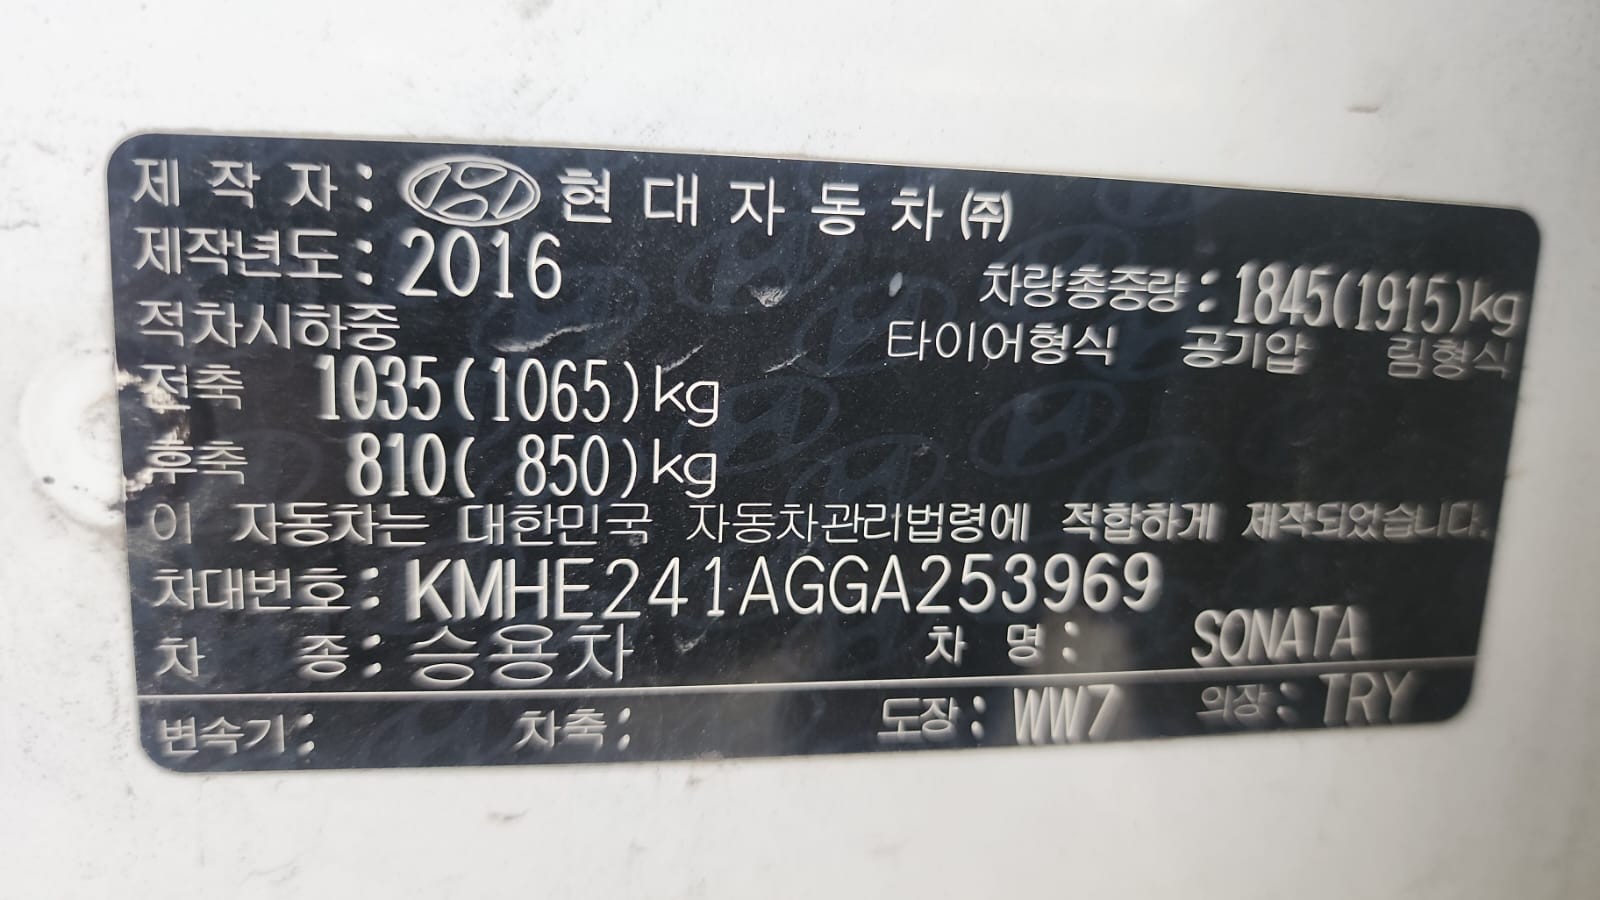 제 작 자 : 현 대 자 동 차 ㈜
제작년도 : 2016
차량총중량 : 1845(1915)kg
적차시하중
타이어형식 공기압 림형식
전축 1035(1065)kg
후축 810( 850)kg
이 자동차는 대한민국 자동차관리법령에 적합하게 제작되었습니다.
차대번호 : KMHE241AGGA253969
차 종 : 승용차 차 명 : SONATA
변속기 : 차축 : 도장 : WW7 의장 : TRY